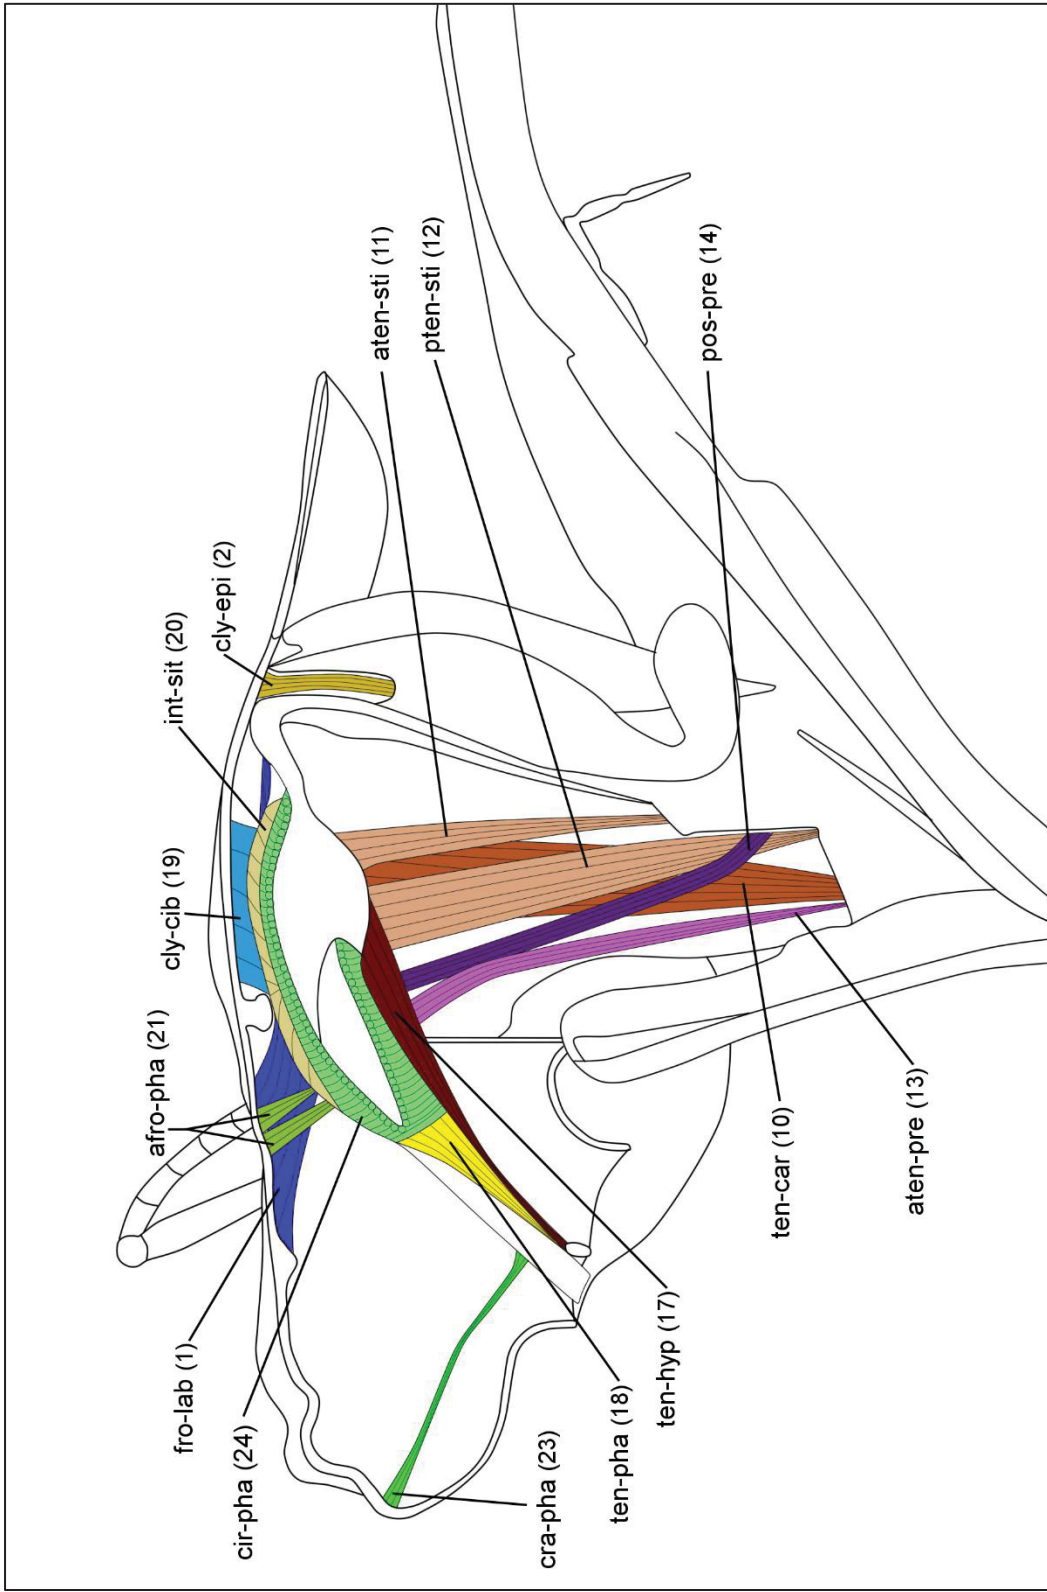 fro-lab (1)
afro-pha (21)
cly-cib (19)
int-sit (20)
cly-epi (2)
aten-sti (11)
pten-sti (12)
pos-pre (14)
cir-pha (24)
cra-pha (23)
ten-pha (18)
ten-hyp (17)
ten-car (10)
aten-pre (13)